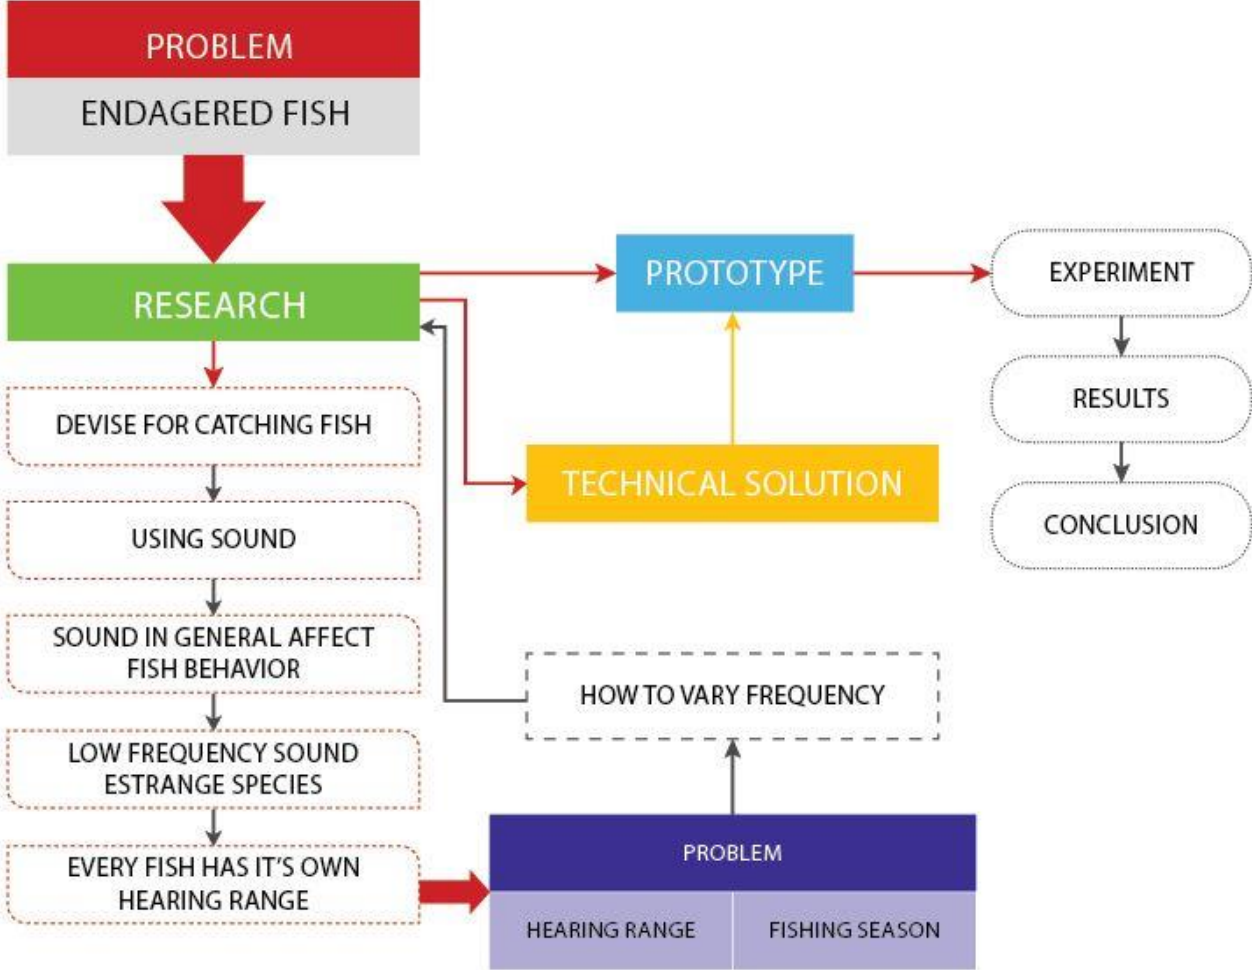 PROBLEM
ENDAGERED FISH
RESEARCH
PROTOTYPE
EXPERIMENT
DEVISE FOR CATCHING FISH
TECHNICAL SOLUTION
RESULTS
USING SOUND
CONCLUSION
SOUND IN GENERAL AFFECT
FISH BEHAVIOR
HOW TO VARY FREQUENCY
LOW FREQUENCY SOUND
ESTRANGE SPECIES
EVERY FISH HAS IT'S OWN
HEARING RANGE
PROBLEM
HEARING RANGE
FISHING SEASON